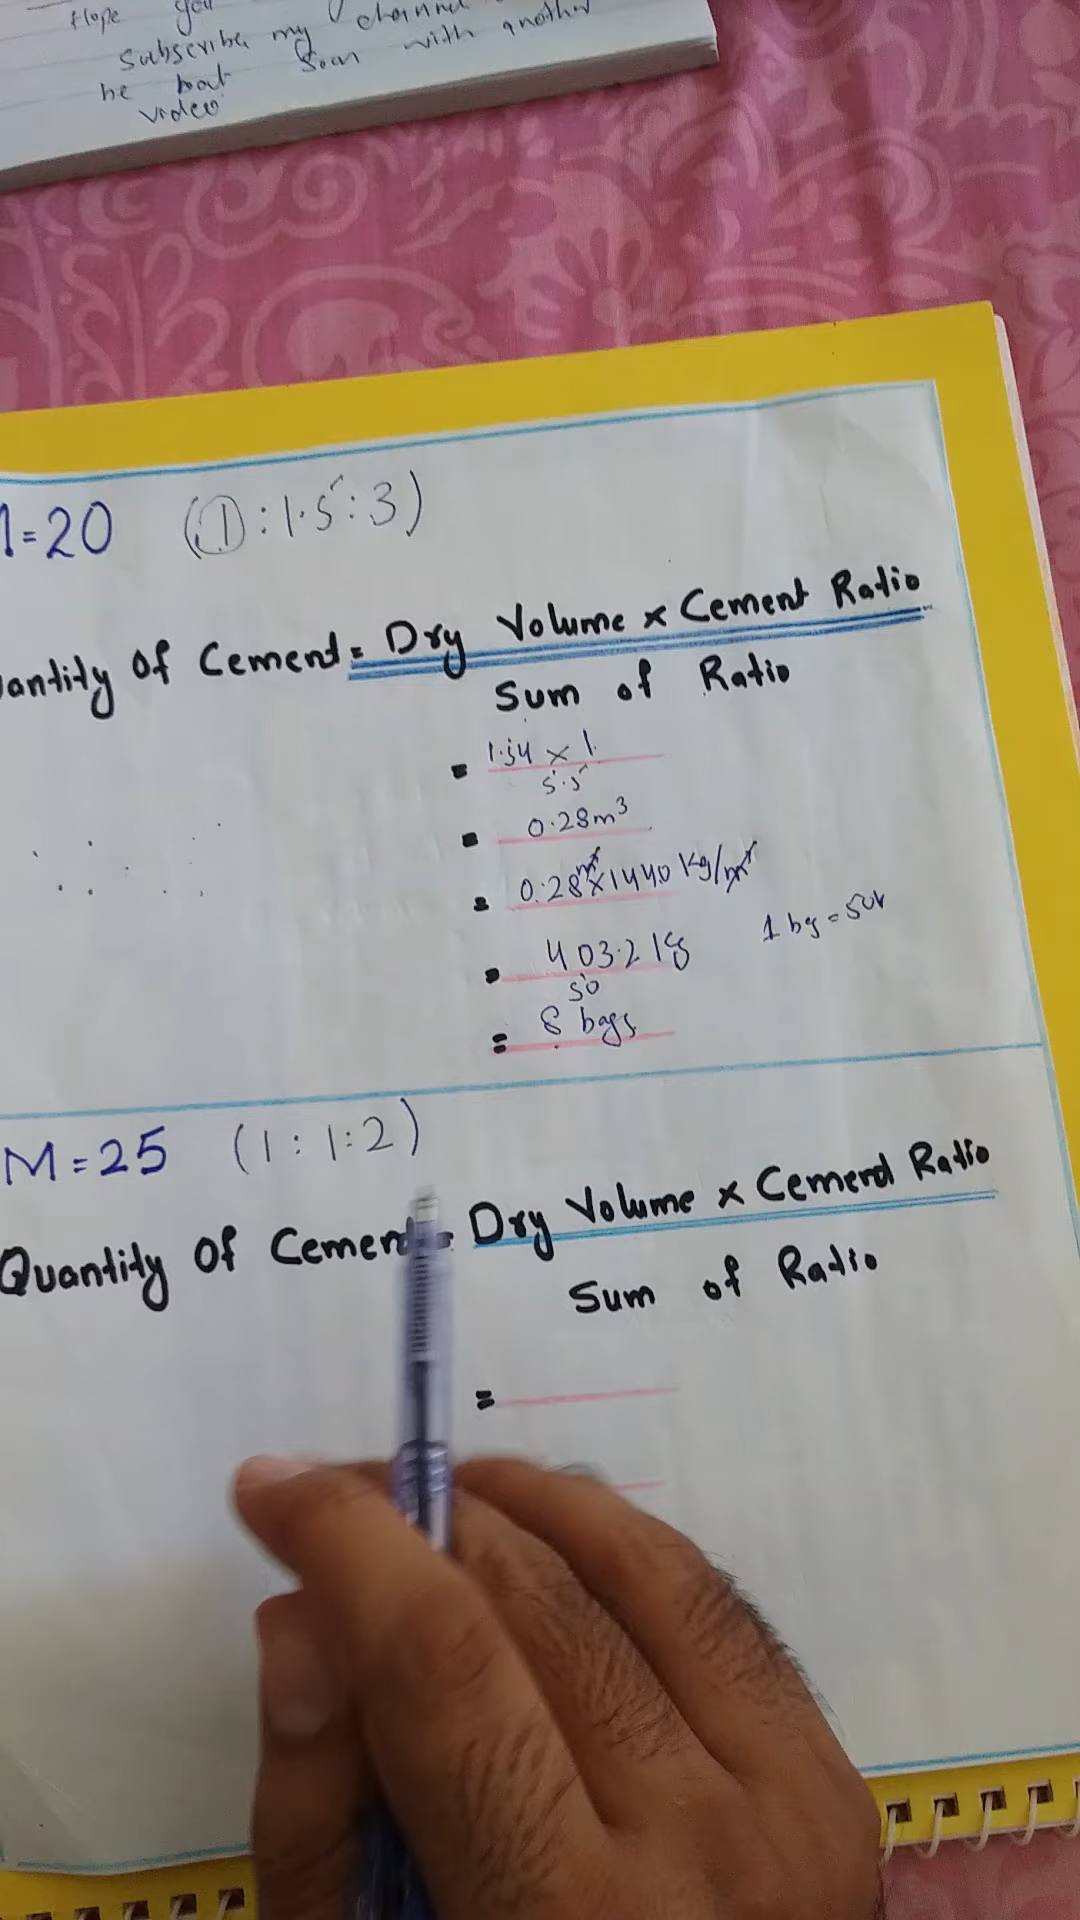 Hope you
Subscribe my channel
be back soon with another
video
=20 (1:1.5:3)
antity Of Cement = Dry Volume x Cement Ratio
Sum of Ratio
= 1.54 x 1
5.5
= 0.28m³
= 0.28m³ x 1440 kg/m³
= 403.2 kg 1 bg = 50k
50
= 8 bags
M=25 (1:1:2)
Quantity Of Cement = Dry Volume x Cement Ratio
Sum of Ratio
=